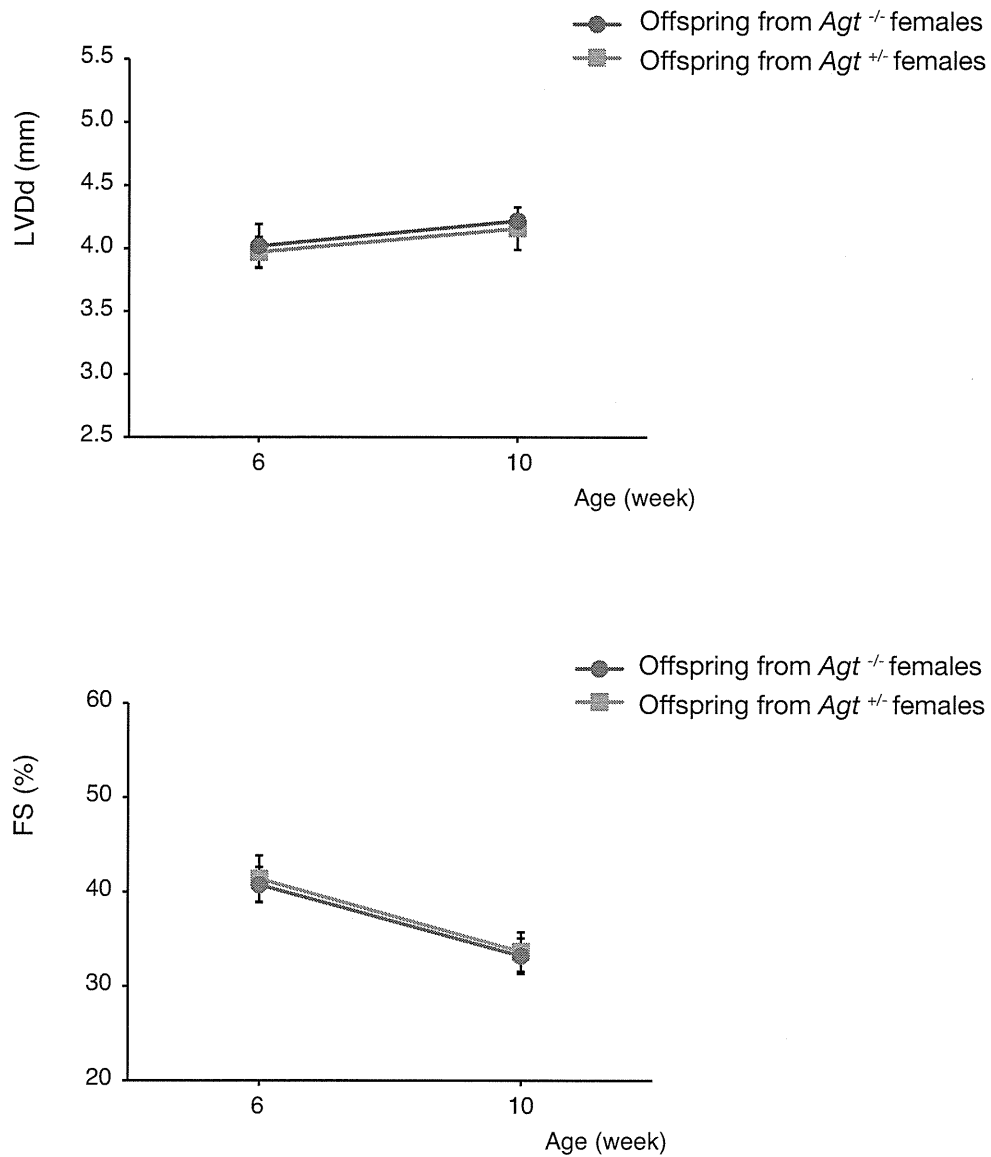 Offspring from Agt -/- females
Offspring from Agt +/- females
LVDd (mm)
5.5
5.0
4.5
4.0
3.5
3.0
2.5
6 10
Age (week)
Offspring from Agt -/- females
Offspring from Agt +/- females
FS (%)
60
50
40
30
20
6 10
Age (week)